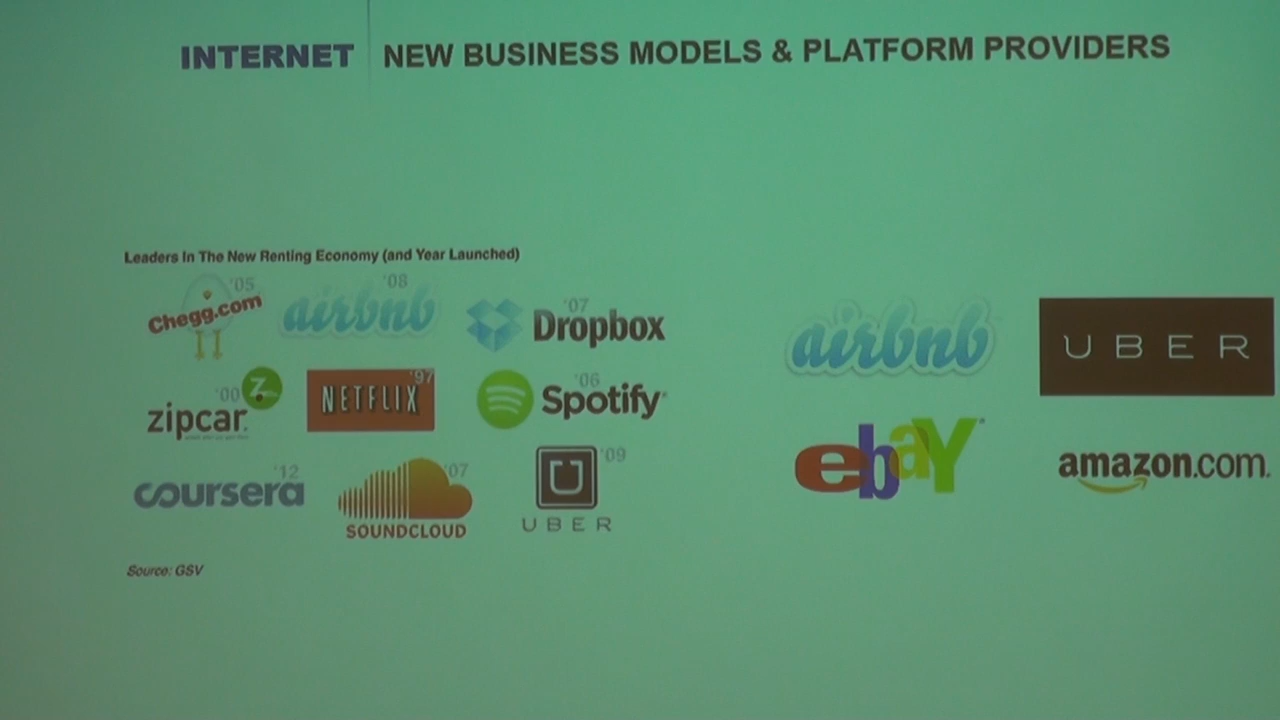 INTERNET NEW BUSINESS MODELS & PLATFORM PROVIDERS
Leaders In The New Renting Economy (and Year Launched)
Chegg.com '05
airbnb '08
Dropbox '07
zipcar. '00
NETFLIX '97
Spotify '06
coursera '12
SOUNDCLOUD '07
UBER '09
Source: GSV
airbnb
UBER
ebaY
amazon.com